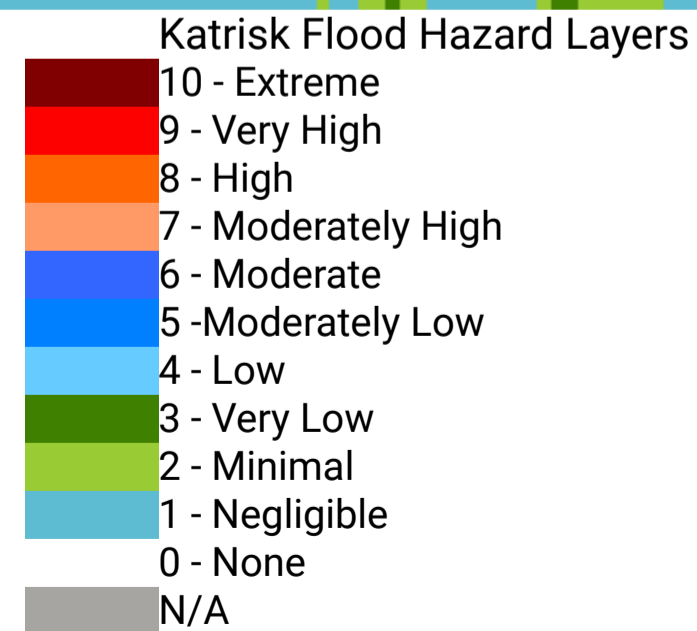 Katrisk Flood Hazard Layers
10 - Extreme
9 - Very High
8 - High
7 - Moderately High
6 - Moderate
5 -Moderately Low
4 - Low
3 - Very Low
2 - Minimal
1 - Negligible
0 - None
N/A